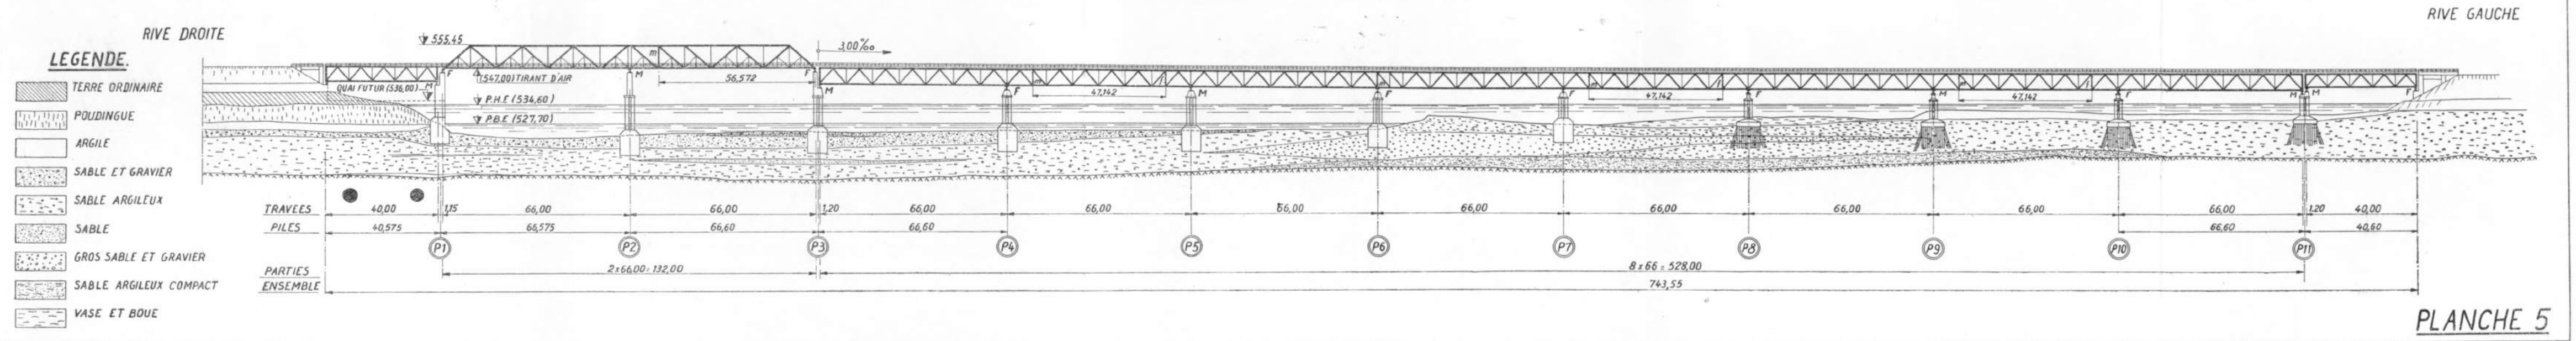 RIVE DROITE
RIVE GAUCHE
LEGENDE.
TERRE ORDINAIRE
POUDINGUE
ARGILE
SABLE ET GRAVIER
SABLE ARGILEUX
SABLE
GROS SABLE ET GRAVIER
SABLE ARGILEUX COMPACT
VASE ET BOUE
555,45
3,00‰
(547,00) TIRANT D'AIR
56,572
QUAI FUTUR (536,00)
P.H.E (534,60)
P.B.E (527,70)
m
F M F
M F M F F F M F M M F
47,142
47,142
47,142
TRAVEES 40,00 1,15 66,00 66,00 1,20 66,00 66,00 66,00 66,00 66,00 66,00 66,00 66,00 1,20 40,00
PILES 40,575 66,575 66,60 66,60 66,60 40,60
P1 P2 P3 P4 P5 P6 P7 P8 P9 P10 P11
PARTIES 2x66,00=132,00 8x66=528,00
ENSEMBLE 743,55
PLANCHE 5